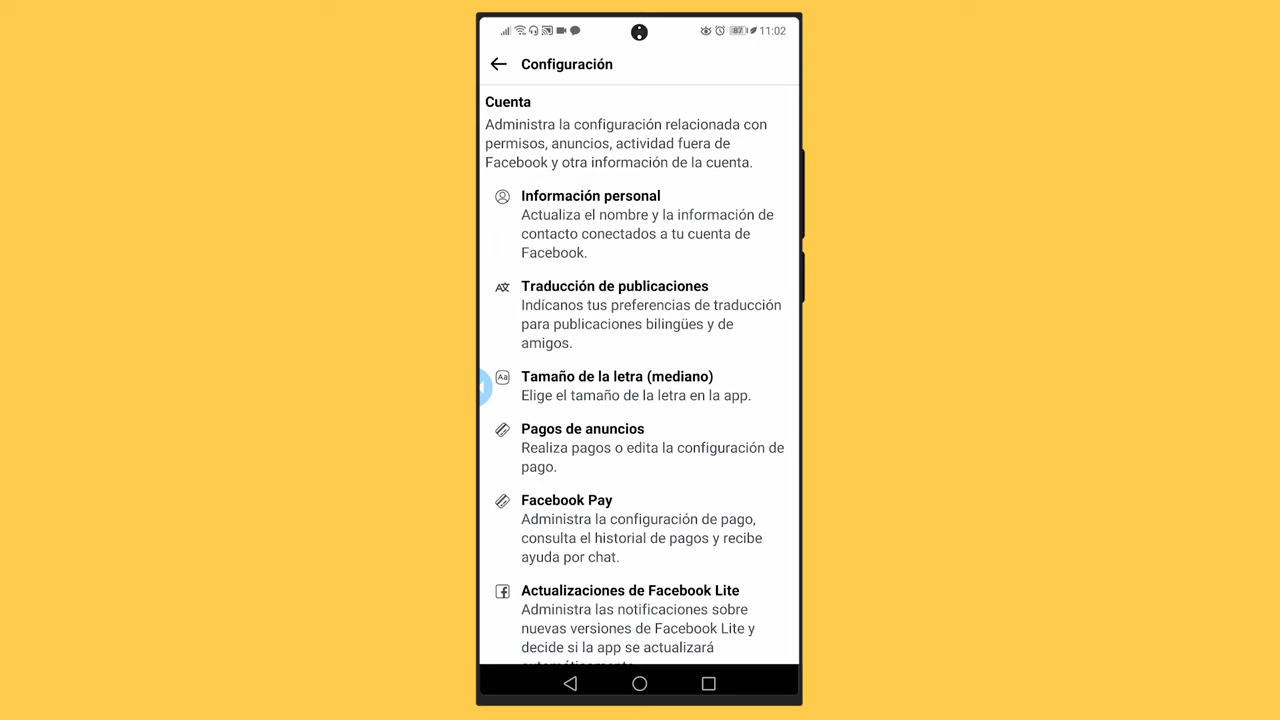 87 11:02
Configuración
Cuenta
Administra la configuración relacionada con
permisos, anuncios, actividad fuera de
Facebook y otra información de la cuenta.
Información personal
Actualiza el nombre y la información de
contacto conectados a tu cuenta de
Facebook.
Traducción de publicaciones
Indícanos tus preferencias de traducción
para publicaciones bilingües y de
amigos.
Aa Tamaño de la letra (mediano)
Elige el tamaño de la letra en la app.
Pagos de anuncios
Realiza pagos o edita la configuración de
pago.
Facebook Pay
Administra la configuración de pago,
consulta el historial de pagos y recibe
ayuda por chat.
Actualizaciones de Facebook Lite
Administra las notificaciones sobre
nuevas versiones de Facebook Lite y
decide si la app se actualizará